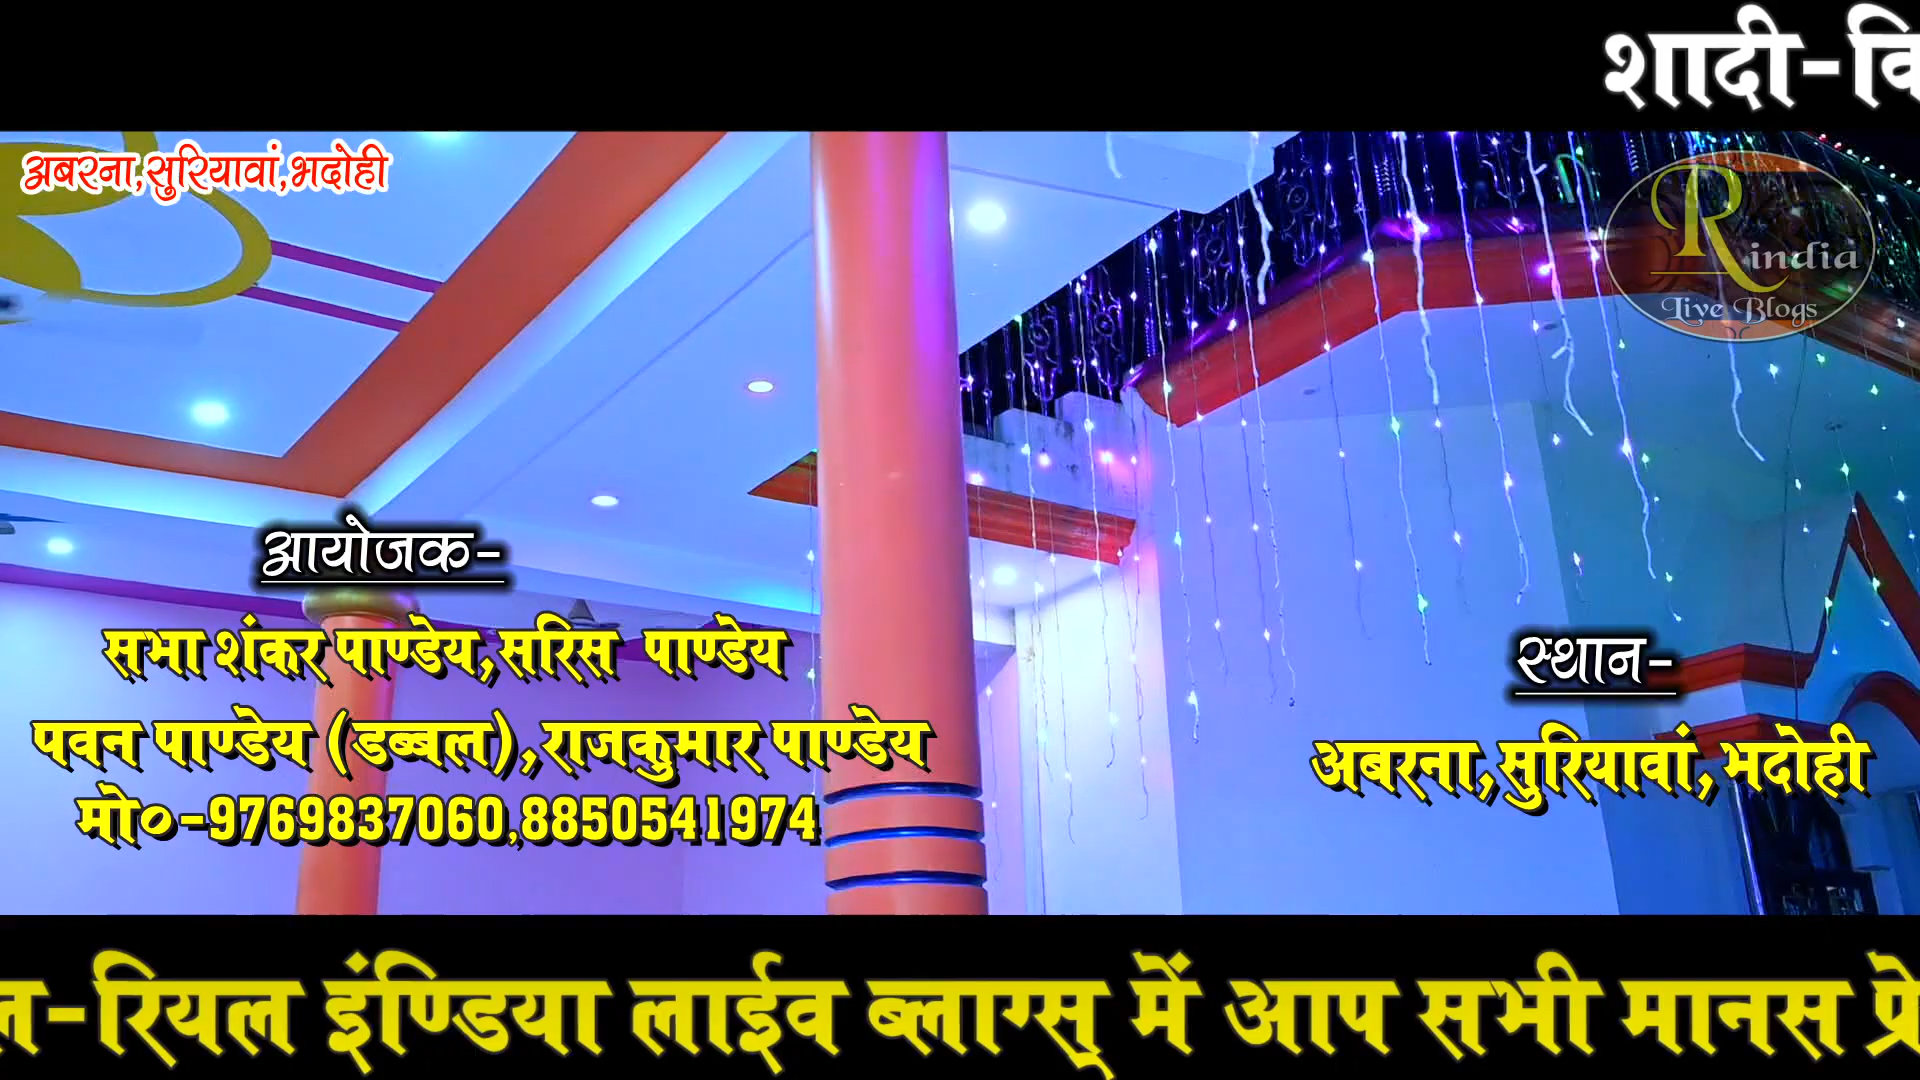 शादी-वि
अबरना,सुरियावां,भदोही
Rindia
Live Blogs
आयोजक-
सभा शंकर पाण्डेय,सरिस पाण्डेय
पवन पाण्डेय (डब्बल),राजकुमार पाण्डेय
मो०-9769837060,8850541974
स्थान-
अबरना,सुरियावां,भदोही
ल-रियल इंण्डिया लाईव ब्लाग्स् में आप सभी मानस प्रे